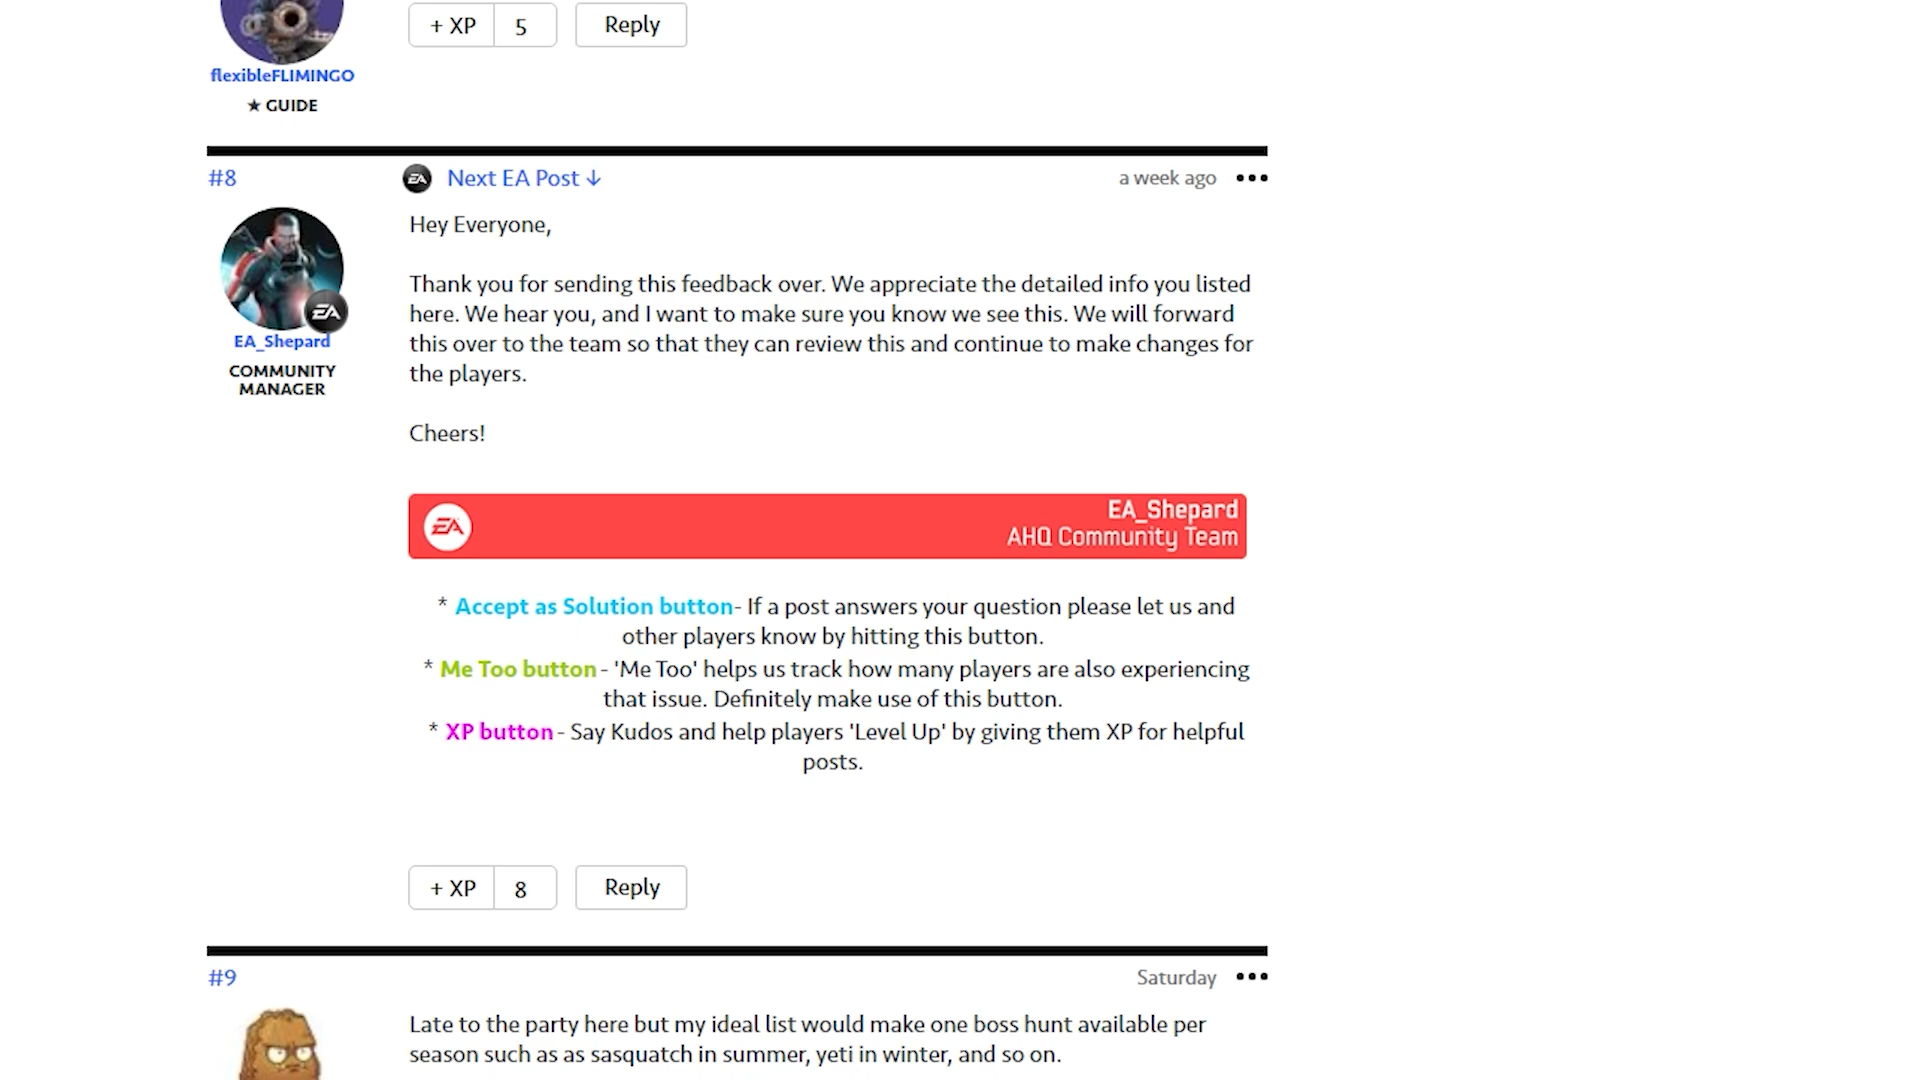 + XP 5 Reply
flexibleFLIMINGO
★ GUIDE
#8 EA Next EA Post ↓ a week ago •••
Hey Everyone,
Thank you for sending this feedback over. We appreciate the detailed info you listed
here. We hear you, and I want to make sure you know we see this. We will forward
this over to the team so that they can review this and continue to make changes for
the players.
Cheers!
EA
EA_Shepard
COMMUNITY
MANAGER
EA
EA_Shepard
AHQ Community Team
* Accept as Solution button- If a post answers your question please let us and
other players know by hitting this button.
* Me Too button - 'Me Too' helps us track how many players are also experiencing
that issue. Definitely make use of this button.
* XP button - Say Kudos and help players 'Level Up' by giving them XP for helpful
posts.
+ XP 8 Reply
#9 Saturday •••
Late to the party here but my ideal list would make one boss hunt available per
season such as as sasquatch in summer, yeti in winter, and so on.